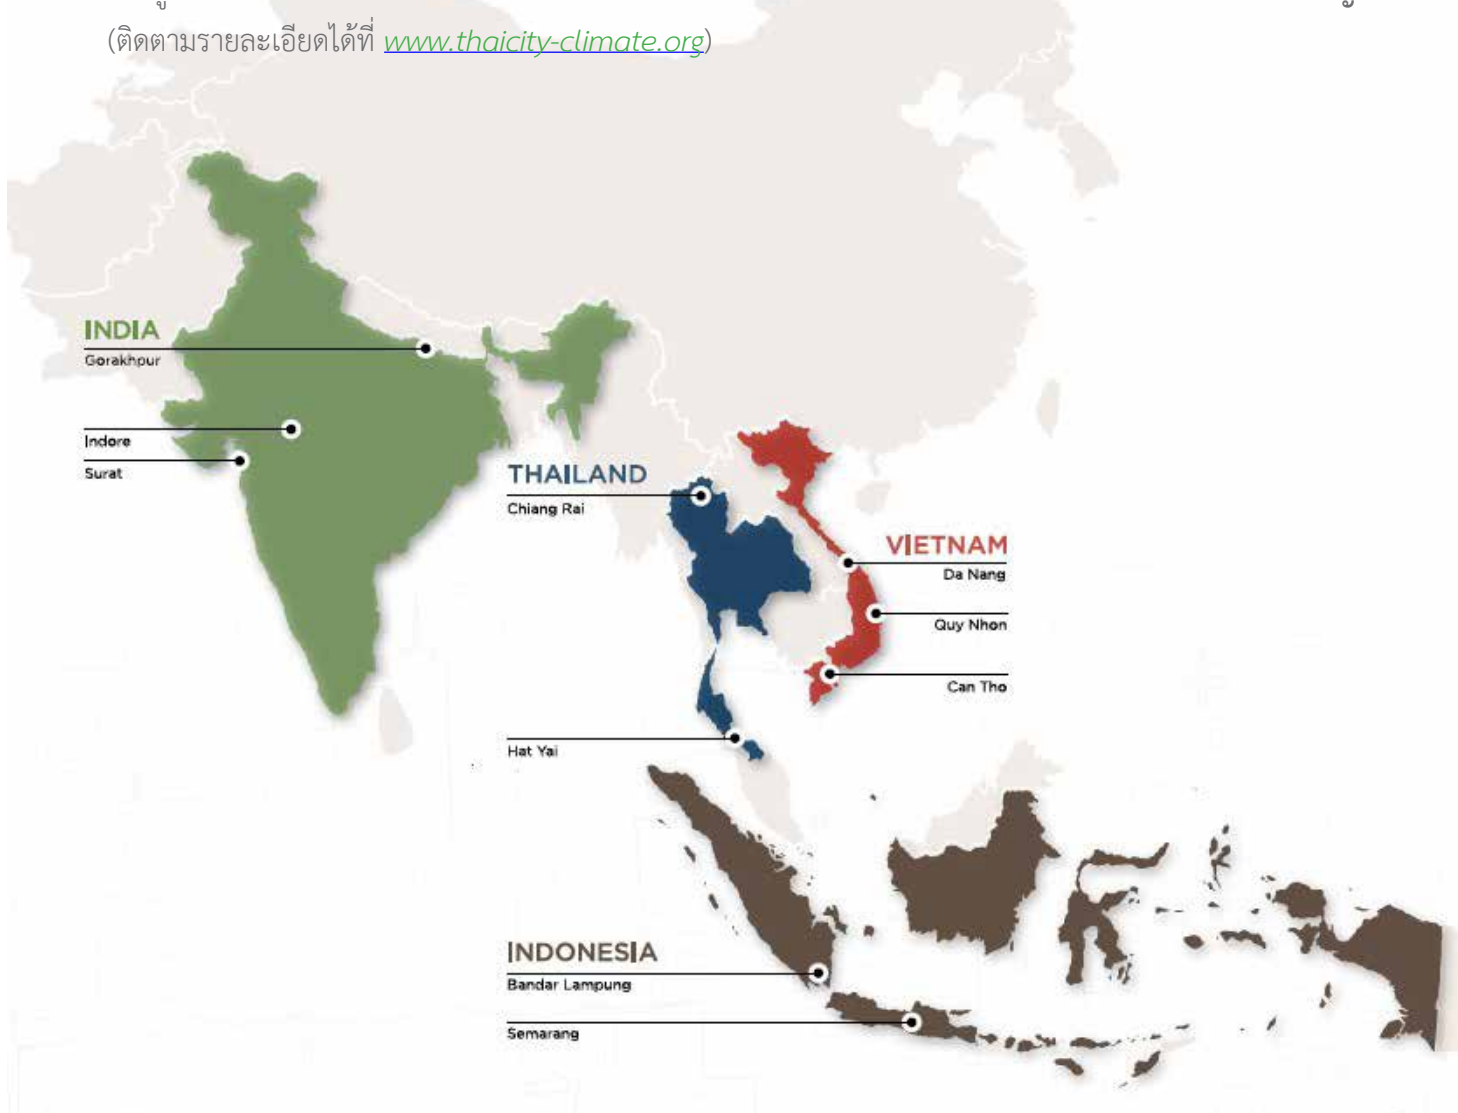 (ติดตามรายละเอียดได้ที่ www.thaicity-climate.org)
INDIA
Gorakhpur
Indore
Surat
THAILAND
Chiang Rai
Hat Yai
VIETNAM
Da Nang
Quy Nhon
Can Tho
INDONESIA
Bandar Lampung
Semarang